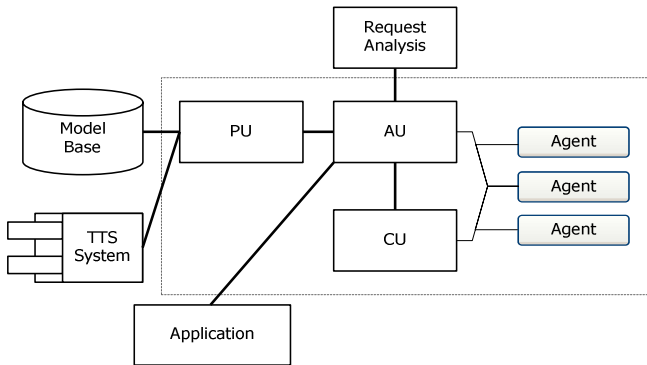 Request
Analysis
Model
Base
PU
AU
Agent
Agent
Agent
TTS
System
CU
Application